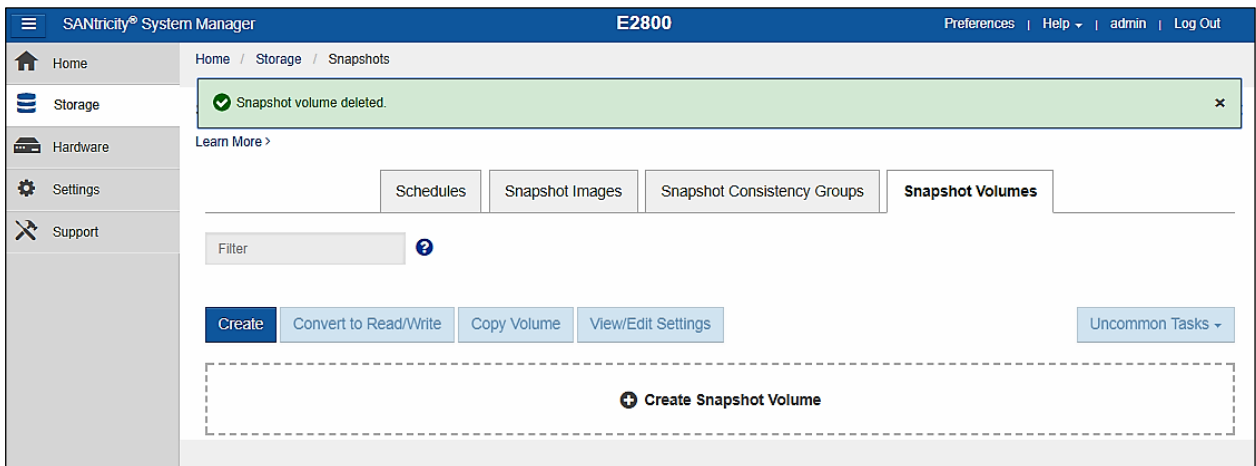 SANtricity® System Manager
E2800
Preferences | Help | admin | Log Out
Home
Storage
Hardware
Settings
Support
Home / Storage / Snapshots
Snapshot volume deleted.
×
Learn More >
Schedules
Snapshot Images
Snapshot Consistency Groups
Snapshot Volumes
Filter
?
Create
Convert to Read/Write
Copy Volume
View/Edit Settings
Uncommon Tasks
Create Snapshot Volume